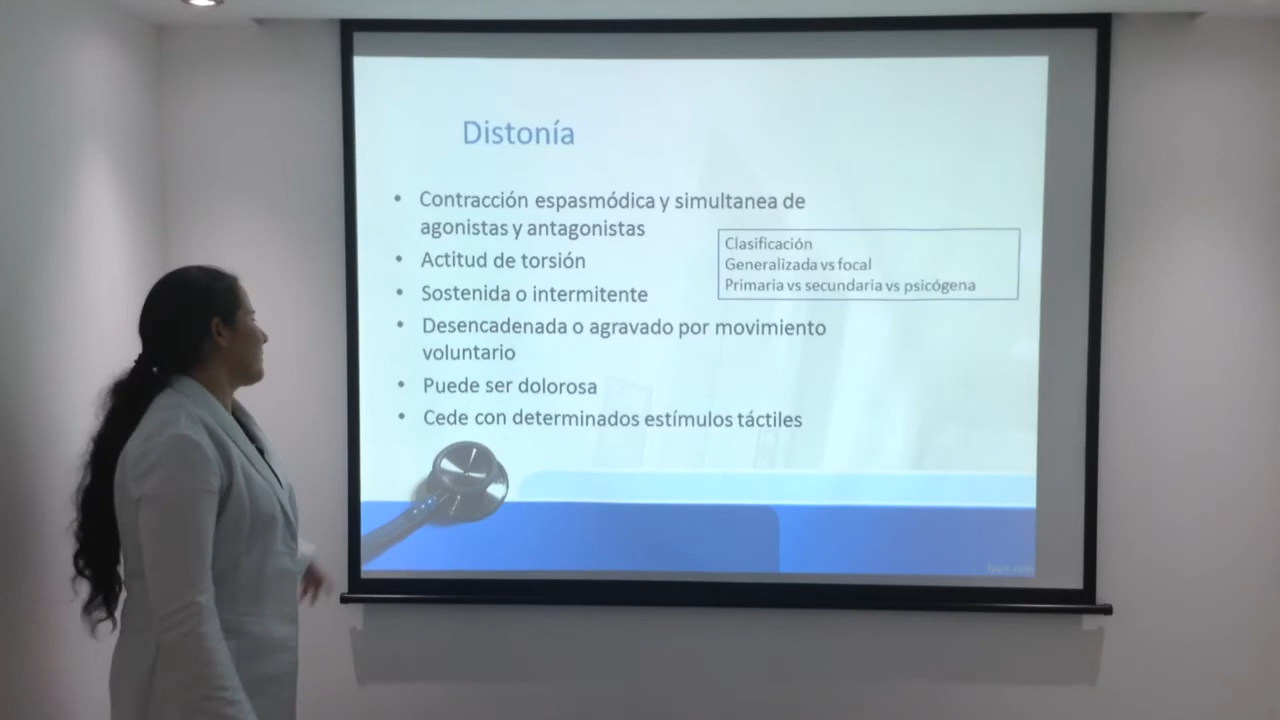 Distonía
• Contracción espasmódica y simultanea de
agonistas y antagonistas
• Actitud de torsión
• Sostenida o intermitente
• Desencadenada o agravado por movimiento
voluntario
• Puede ser dolorosa
• Cede con determinados estímulos táctiles
Clasificación
Generalizada vs focal
Primaria vs secundaria vs psicógena